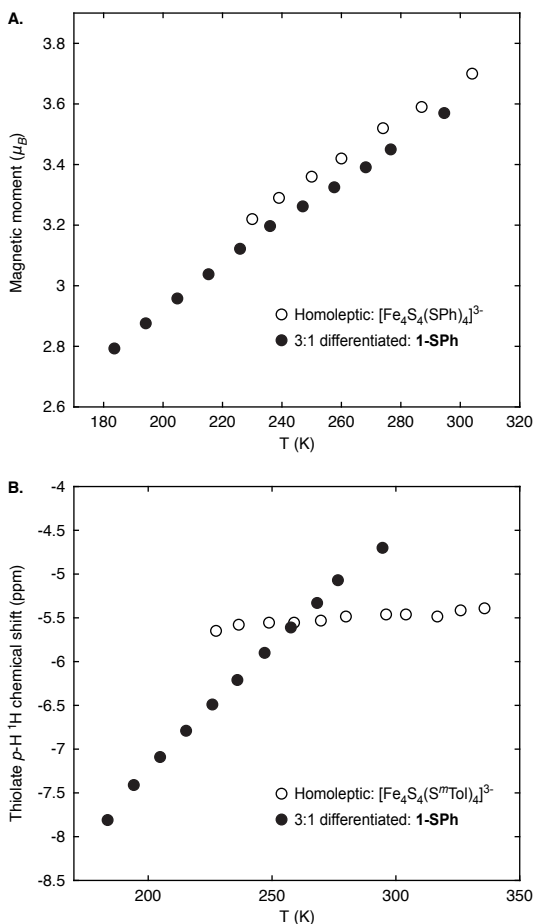 A.
3.8
3.6
3.4
3.2
3
2.8
2.6
Magnetic moment (μB)
Homoleptic: [Fe4S4(SPh)4]3-
3:1 differentiated: 1-SPh
180 200 220 240 260 280 300 320
T (K)
B.
-4
-4.5
-5
-5.5
-6
-6.5
-7
-7.5
-8
-8.5
Thiolate p-H 1H chemical shift (ppm)
Homoleptic: [Fe4S4(SmTol)4]3-
3:1 differentiated: 1-SPh
200 250 300 350
T (K)